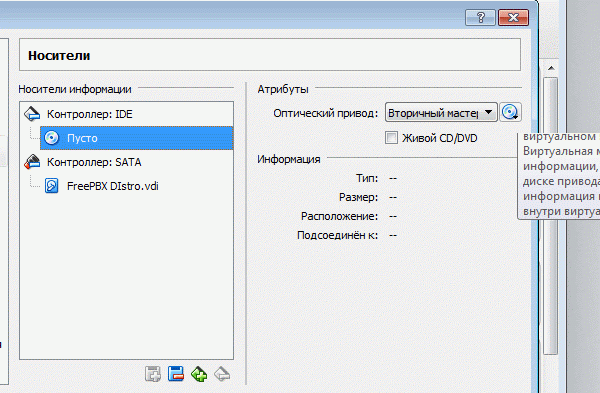 Носители
Носители информации
Контроллер: IDE
Пусто
Контроллер: SATA
FreePBX DIstro.vdi
Атрибуты
Оптический привод: Вторичный мастер
Живой CD/DVD
Информация
Тип: --
Размер: --
Расположение: --
Подсоединён к: --
виртуальном
Виртуальная м
информации,
диске привода
информация
внутри виртуа